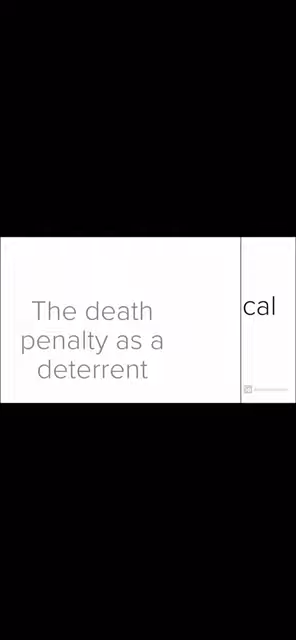 The death
penalty as a
deterrent
cal